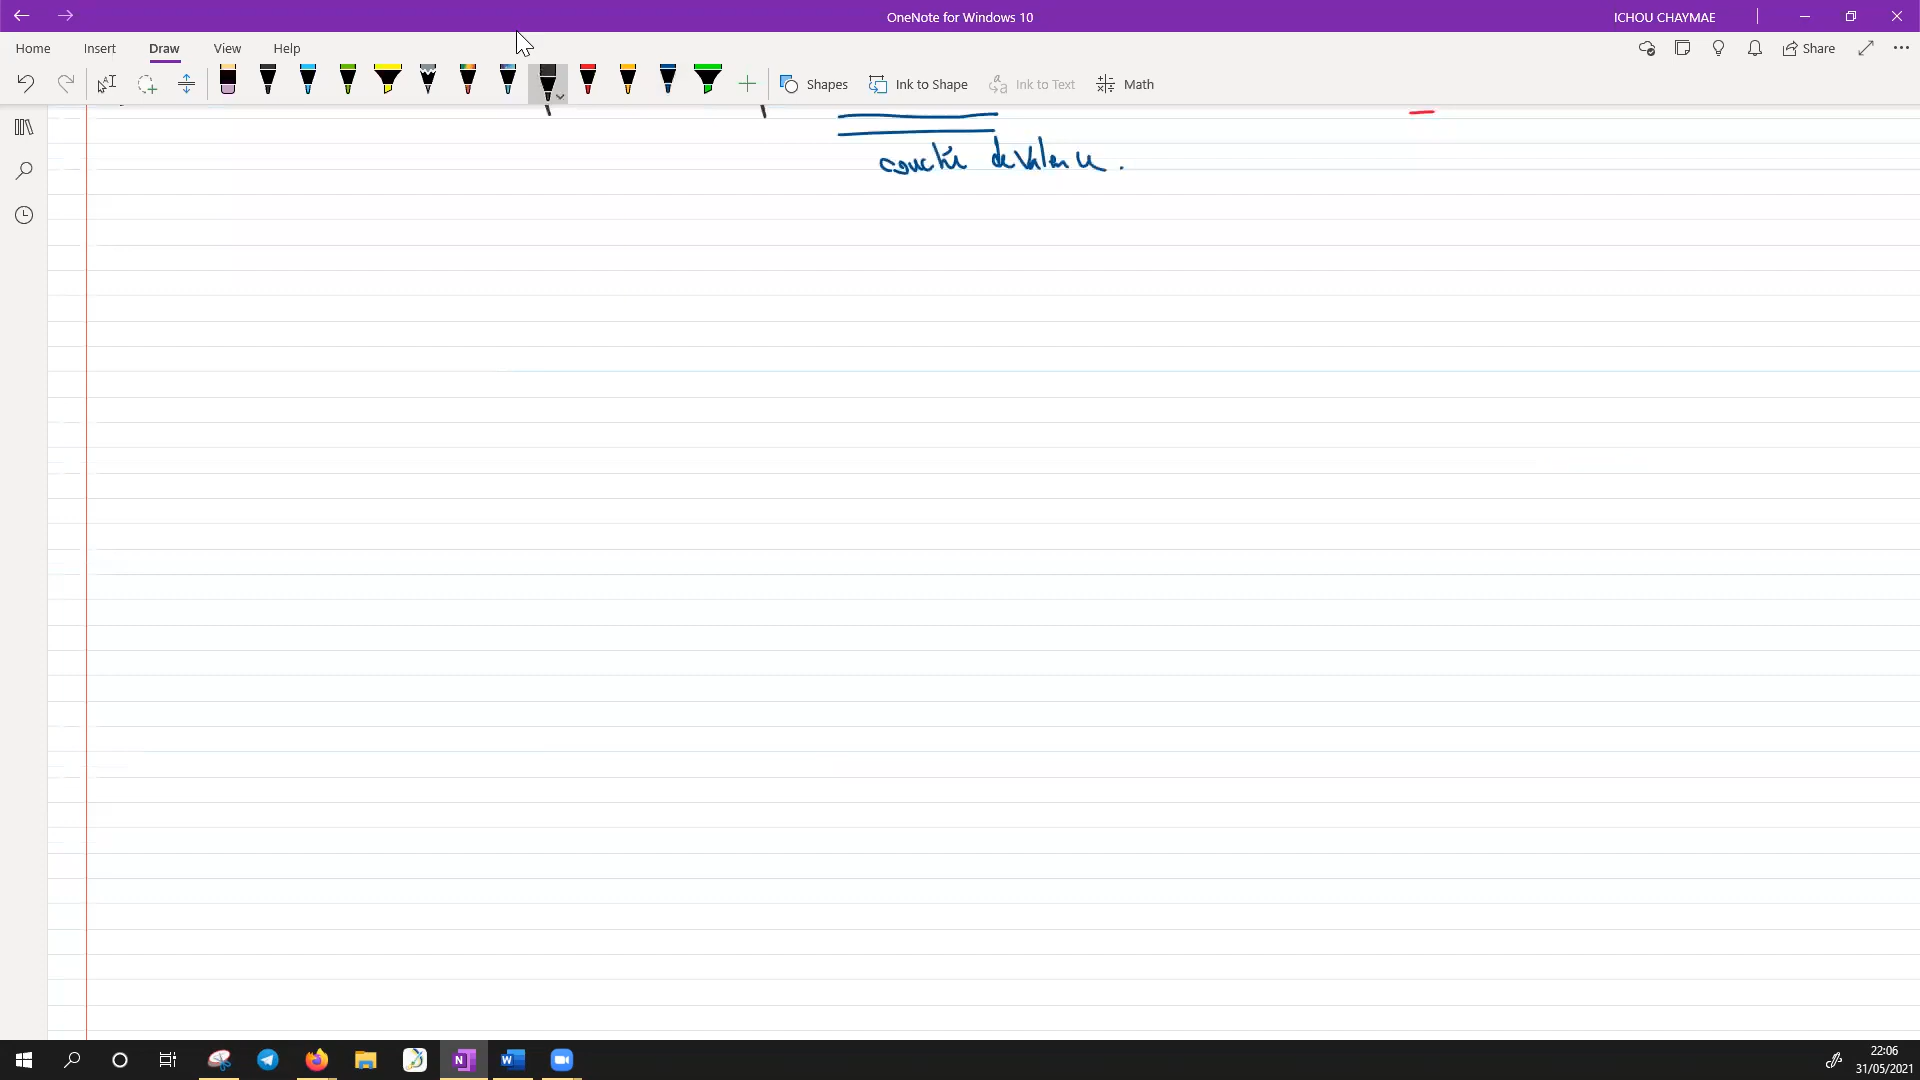 OneNote for Windows 10
ICHOU CHAYMAE
Home Insert Draw View Help
Share
Shapes Ink to Shape Ink to Text Math
couche de Valence.
22:06
31/05/2021